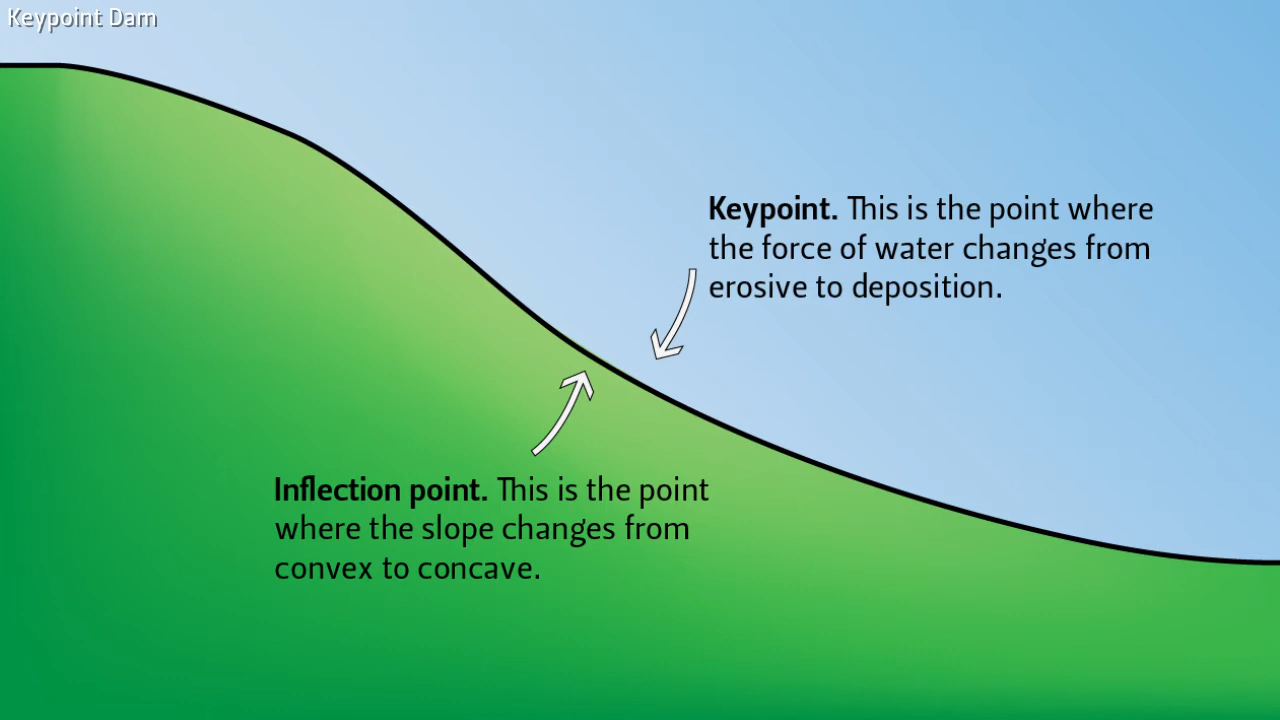 Keypoint Dam
Keypoint. This is the point where
the force of water changes from
erosive to deposition.
Inflection point. This is the point
where the slope changes from
convex to concave.